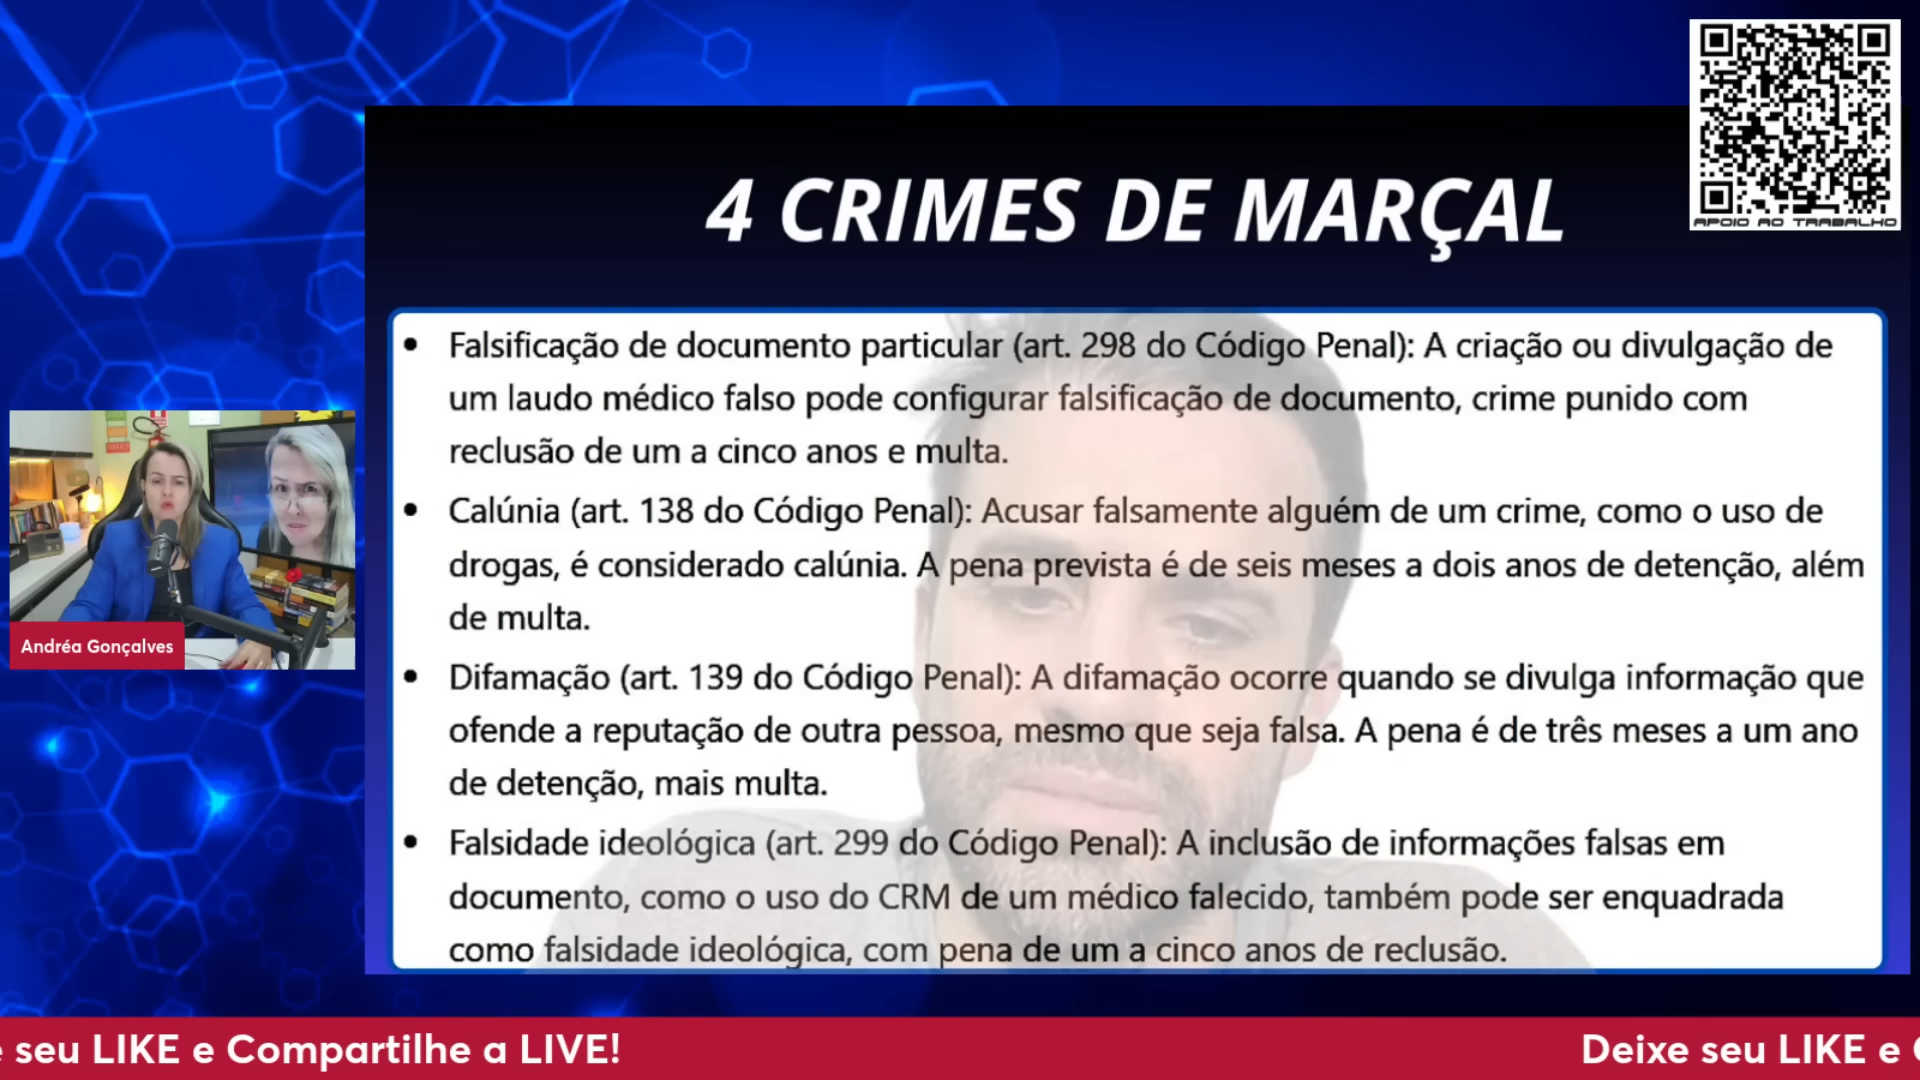 APOIO AO TRABALHO
4 CRIMES DE MARÇAL
• Falsificação de documento particular (art. 298 do Código Penal): A criação ou divulgação de
um laudo médico falso pode configurar falsificação de documento, crime punido com
reclusão de um a cinco anos e multa.
• Calúnia (art. 138 do Código Penal): Acusar falsamente alguém de um crime, como o uso de
drogas, é considerado calúnia. A pena prevista é de seis meses a dois anos de detenção, além
de multa.
• Difamação (art. 139 do Código Penal): A difamação ocorre quando se divulga informação que
ofende a reputação de outra pessoa, mesmo que seja falsa. A pena é de três meses a um ano
de detenção, mais multa.
• Falsidade ideológica (art. 299 do Código Penal): A inclusão de informações falsas em
documento, como o uso do CRM de um médico falecido, também pode ser enquadrada
como falsidade ideológica, com pena de um a cinco anos de reclusão.
Andréa Gonçalves
e seu LIKE e Compartilhe a LIVE! Deixe seu LIKE e